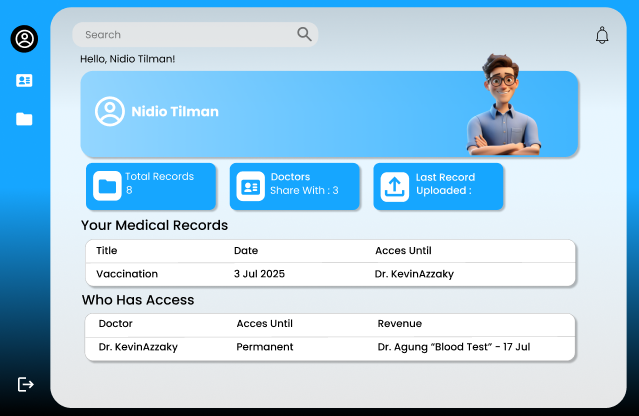 Search
Hello, Nidio Tilman!
Nidio Tilman
Total Records
8
Doctors
Share With : 3
Last Record
Uploaded :
Your Medical Records
Title Date Acces Until
Vaccination 3 Jul 2025 Dr. KevinAzzaky
Who Has Access
Doctor Acces Until Revenue
Dr. KevinAzzaky Permanent Dr. Agung “Blood Test” - 17 Jul